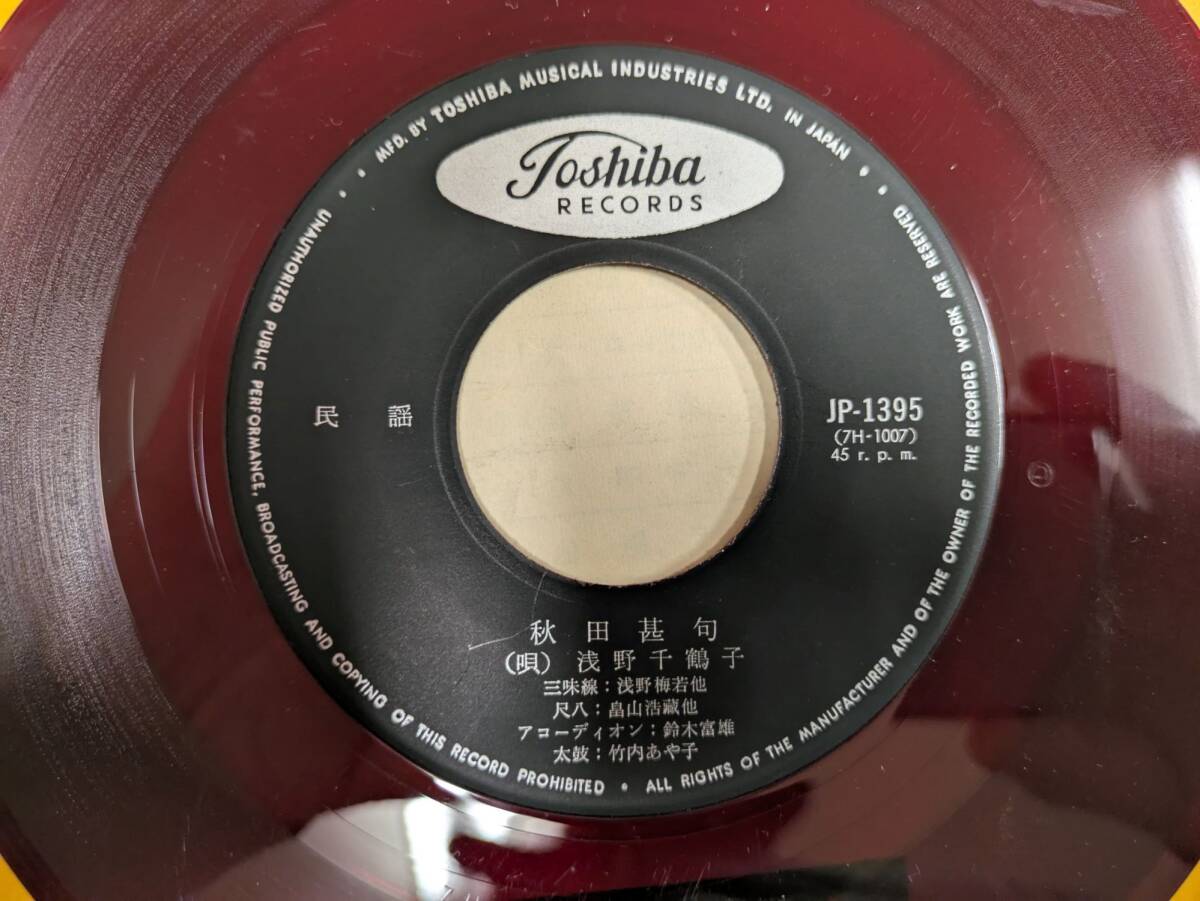 MFD. BY TOSHIBA MUSICAL INDUSTRIES LTD. IN JAPAN
Toshiba
RECORDS
民謡
JP-1395
(7H-1007)
45 r. p. m.
秋田甚句
(唄) 浅野千鶴子
三味線:浅野梅若他
尺八:畠山浩蔵他
アコーディオン:鈴木富雄
太鼓:竹内あや子
UNAUTHORIZED PUBLIC PERFORMANCE, BROADCASTING AND COPYING OF THIS RECORD PROHIBITED • ALL RIGHTS OF THE MANUFACTURER AND OF THE OWNER OF THE RECORDED WORK ARE RESERVED